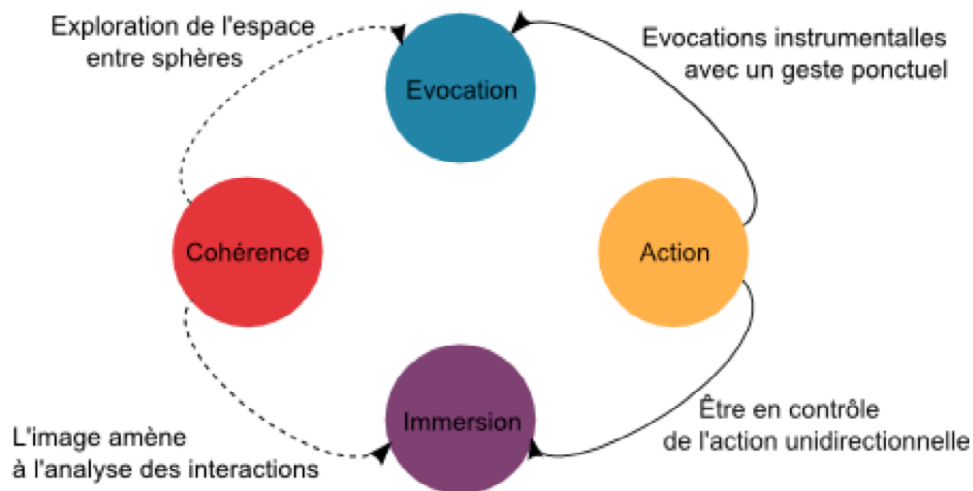 Exploration de l'espace
entre sphères
Evocations instrumentalles
avec un geste ponctuel
Evocation
Cohérence
Action
Immersion
L'image amène
à l'analyse des interactions
Être en contrôle
de l'action unidirectionnelle